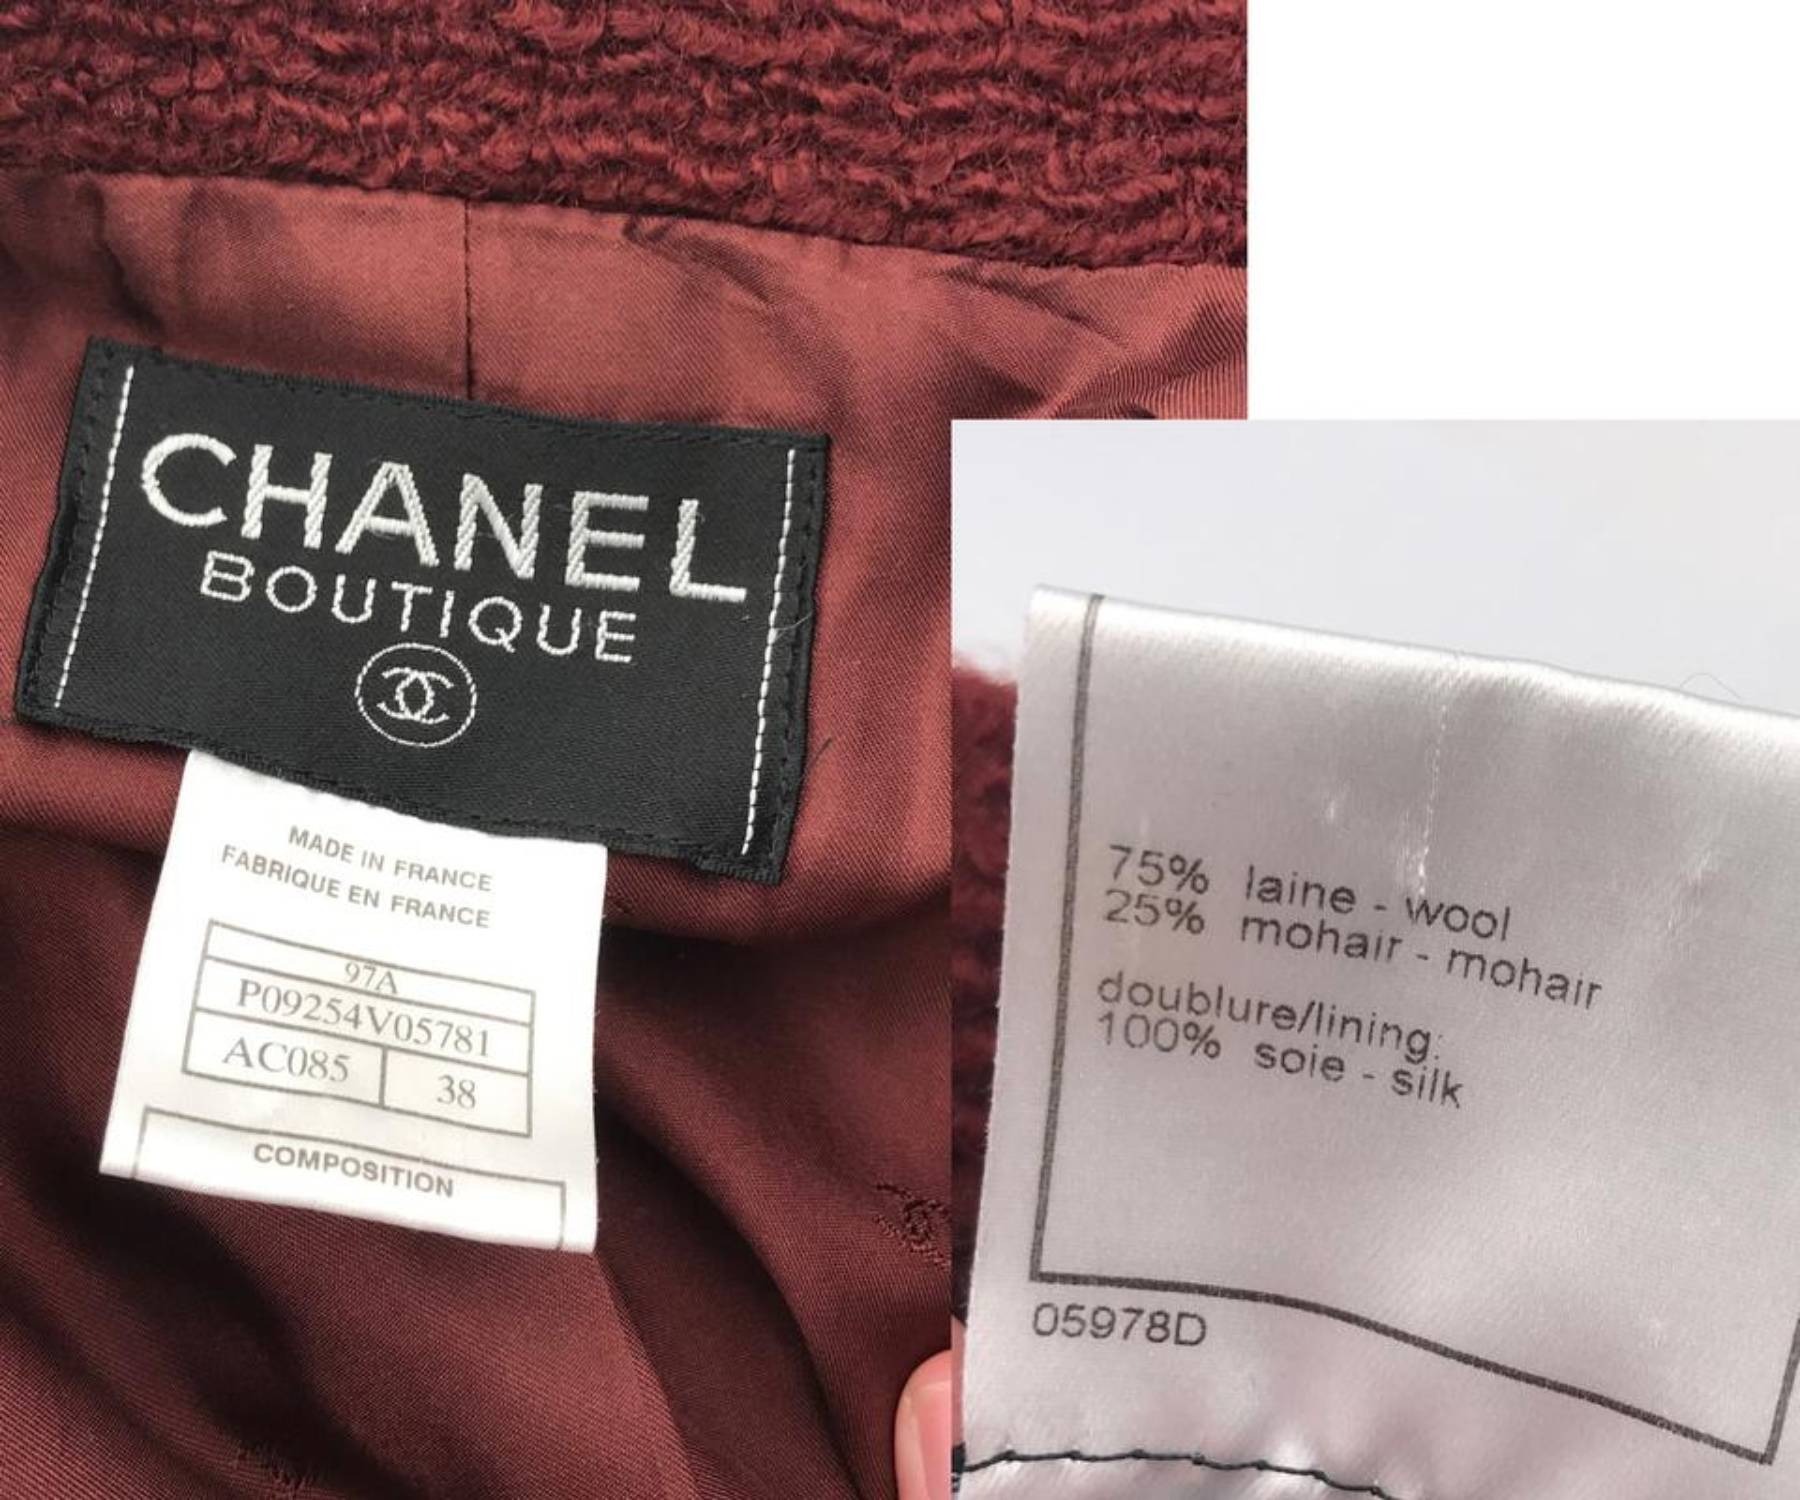 CHANEL
BOUTIQUE
MADE IN FRANCE
FABRIQUE EN FRANCE
97A
P09254V05781
AC085 38
COMPOSITION
75% laine - wool
25% mohair - mohair
doublure/lining:
100% soie - silk
05978D